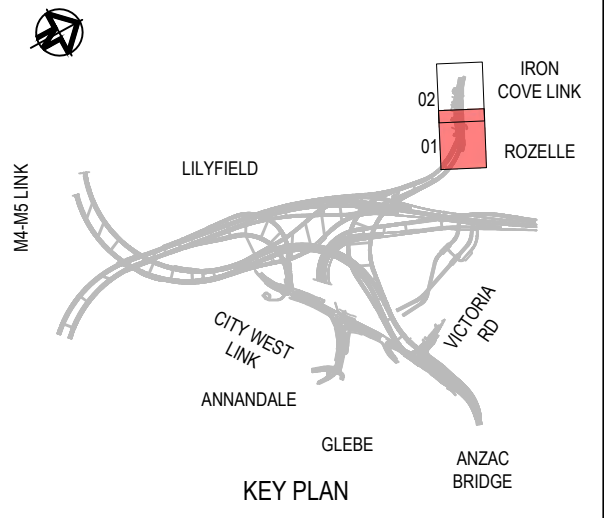 IRON
COVE LINK
02
01
ROZELLE
LILYFIELD
M4-M5 LINK
CITY WEST
LINK
VICTORIA
RD
ANNANDALE
GLEBE
ANZAC
BRIDGE
KEY PLAN